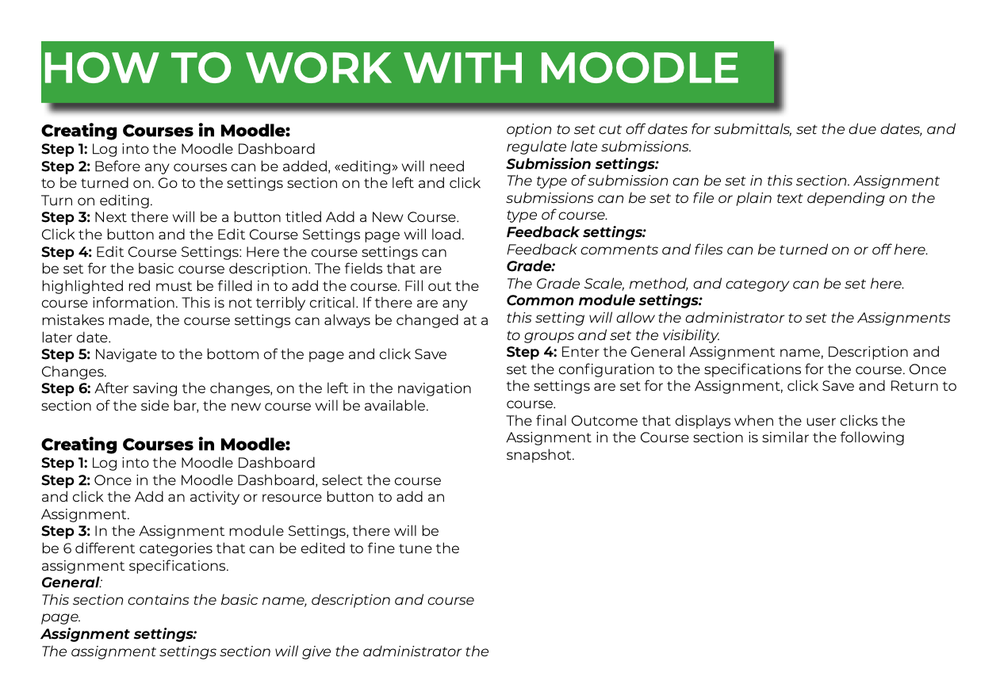 HOW TO WORK WITH MOODLE
Creating Courses in Moodle:
Step 1: Log into the Moodle Dashboard
Step 2: Before any courses can be added, «editing» will need
to be turned on. Go to the settings section on the left and click
Turn on editing.
Step 3: Next there will be a button titled Add a New Course.
Click the button and the Edit Course Settings page will load.
Step 4: Edit Course Settings: Here the course settings can
be set for the basic course description. The fields that are
highlighted red must be filled in to add the course. Fill out the
course information. This is not terribly critical. If there are any
mistakes made, the course settings can always be changed at a
later date.
Step 5: Navigate to the bottom of the page and click Save
Changes.
Step 6: After saving the changes, on the left in the navigation
section of the side bar, the new course will be available.
Creating Courses in Moodle:
Step 1: Log into the Moodle Dashboard
Step 2: Once in the Moodle Dashboard, select the course
and click the Add an activity or resource button to add an
Assignment.
Step 3: In the Assignment module Settings, there will be
be 6 different categories that can be edited to fine tune the
assignment specifications.
General:
This section contains the basic name, description and course
page.
Assignment settings:
The assignment settings section will give the administrator the
option to set cut off dates for submittals, set the due dates, and
regulate late submissions.
Submission settings:
The type of submission can be set in this section. Assignment
submissions can be set to file or plain text depending on the
type of course.
Feedback settings:
Feedback comments and files can be turned on or off here.
Grade:
The Grade Scale, method, and category can be set here.
Common module settings:
this setting will allow the administrator to set the Assignments
to groups and set the visibility.
Step 4: Enter the General Assignment name, Description and
set the configuration to the specifications for the course. Once
the settings are set for the Assignment, click Save and Return to
course.
The final Outcome that displays when the user clicks the
Assignment in the Course section is similar the following
snapshot.